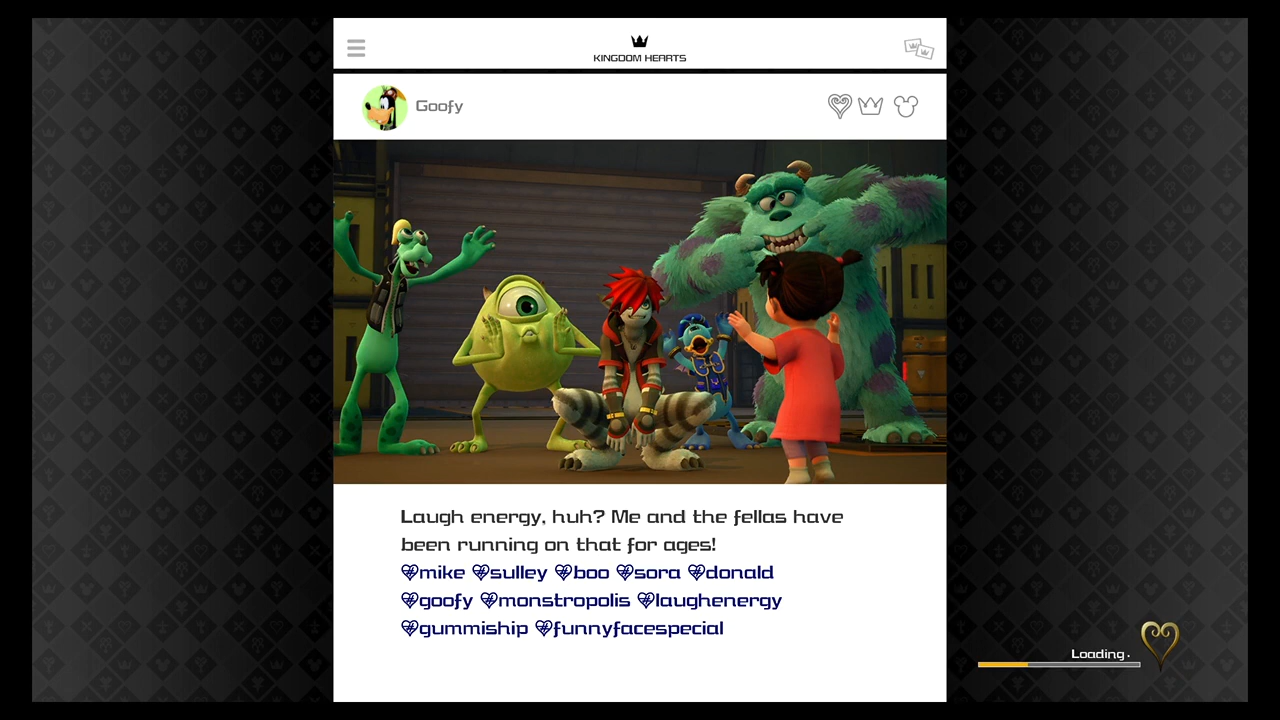 KINGDOM HEARTS
Goofy
Laugh energy, huh? Me and the fellas have
been running on that for ages!
#mike #sulley #boo #sora #donald
#goofy #monstropolis #laughenergy
#gummiship #funnyfacespecial
Loading.